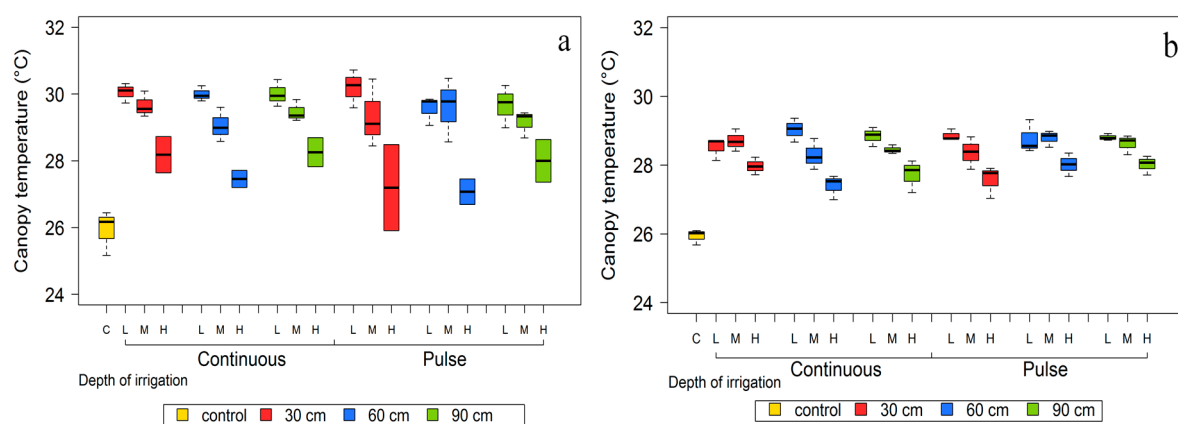 a
Canopy temperature (°C)
32
30
28
26
24
C L M H L M H L M H L M H L M H L M H
Continuous Pulse
Depth of irrigation
control 30 cm 60 cm 90 cm
b
Canopy temperature (°C)
32
30
28
26
24
C L M H L M H L M H L M H L M H L M H
Continuous Pulse
Depth of irrigation
control 30 cm 60 cm 90 cm